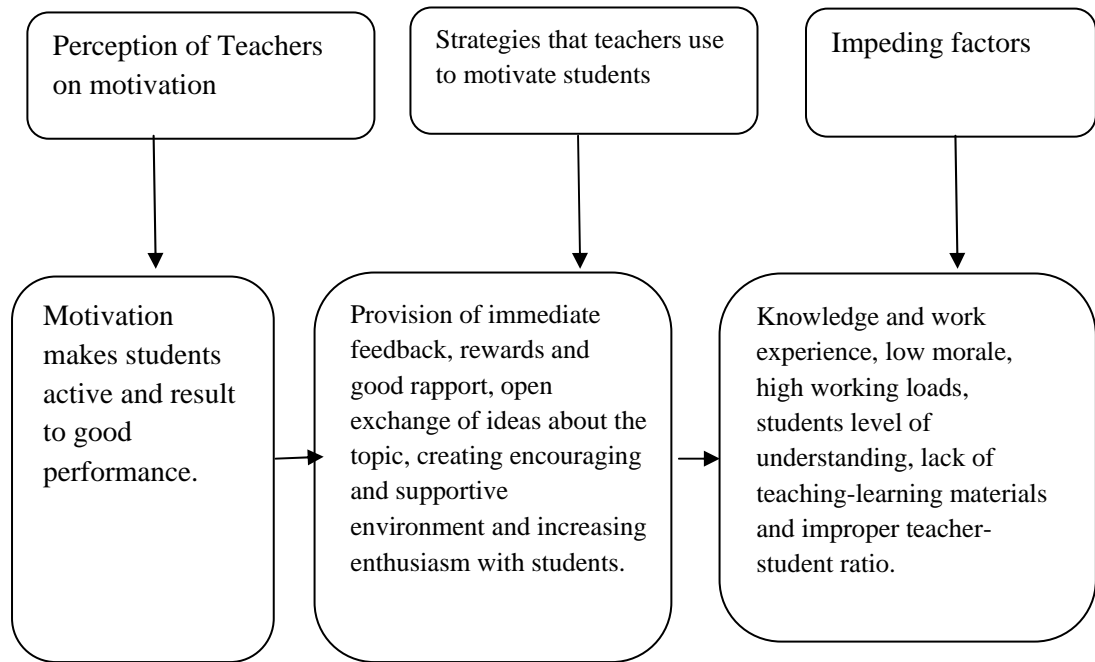 Perception of Teachers
on motivation
Strategies that teachers use
to motivate students
Impeding factors
Motivation
makes students
active and result
to good
performance.
Provision of immediate
feedback, rewards and
good rapport, open
exchange of ideas about the
topic, creating encouraging
and supportive
environment and increasing
enthusiasm with students.
Knowledge and work
experience, low morale,
high working loads,
students level of
understanding, lack of
teaching-learning materials
and improper teacher-
student ratio.